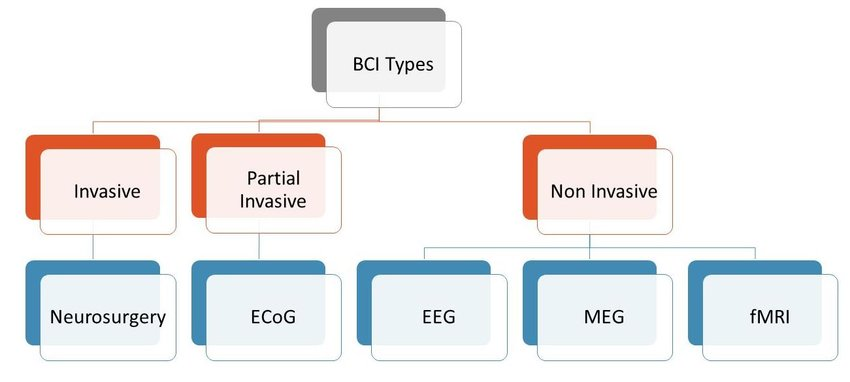 BCI Types
Invasive
Partial
Invasive
Non Invasive
Neurosurgery
ECoG
EEG
MEG
fMRI